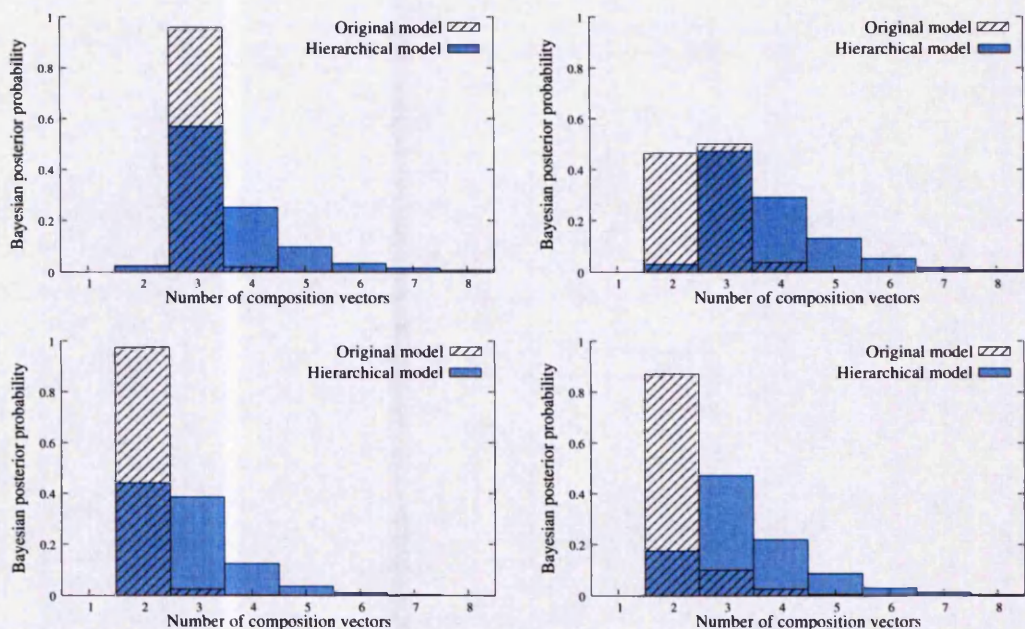 Original model
Hierarchical model
Bayesian posterior probability
1
0.8
0.6
0.4
0.2
0
1 2 3 4 5 6 7 8
Number of composition vectors
Original model
Hierarchical model
Bayesian posterior probability
1
0.8
0.6
0.4
0.2
0
1 2 3 4 5 6 7 8
Number of composition vectors
Original model
Hierarchical model
Bayesian posterior probability
1
0.8
0.6
0.4
0.2
0
1 2 3 4 5 6 7 8
Number of composition vectors
Original model
Hierarchical model
Bayesian posterior probability
1
0.8
0.6
0.4
0.2
0
1 2 3 4 5 6 7 8
Number of composition vectors